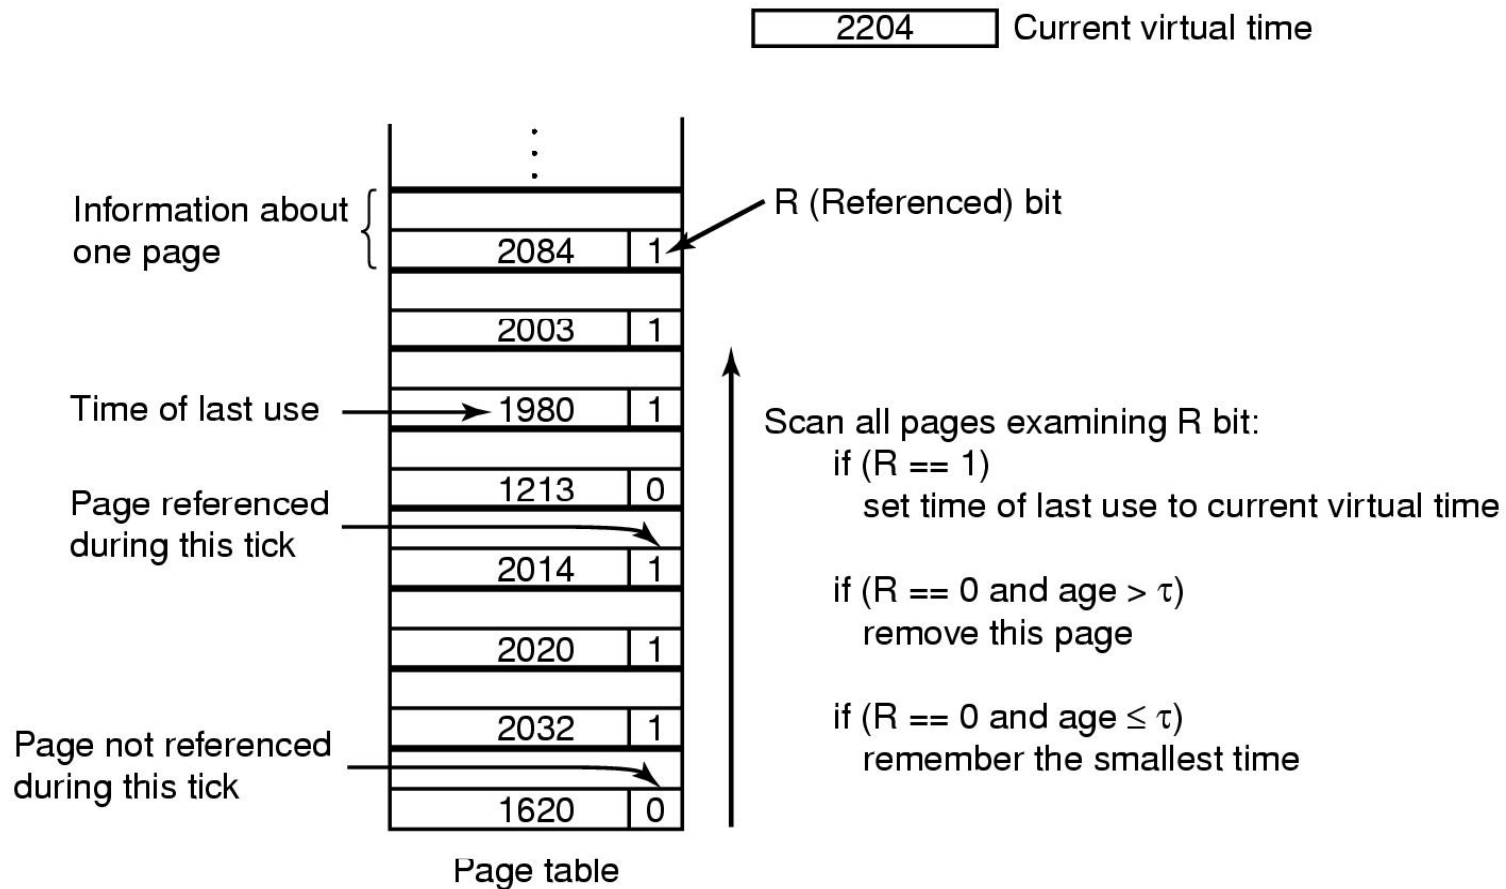 2204 Current virtual time
Information about
one page
R (Referenced) bit
2084 1
2003 1
Time of last use
1980 1
1213 0
Page referenced
during this tick
2014 1
2020 1
2032 1
Page not referenced
during this tick
1620 0
Page table
Scan all pages examining R bit:
if (R == 1)
set time of last use to current virtual time
if (R == 0 and age > τ)
remove this page
if (R == 0 and age ≤ τ)
remember the smallest time